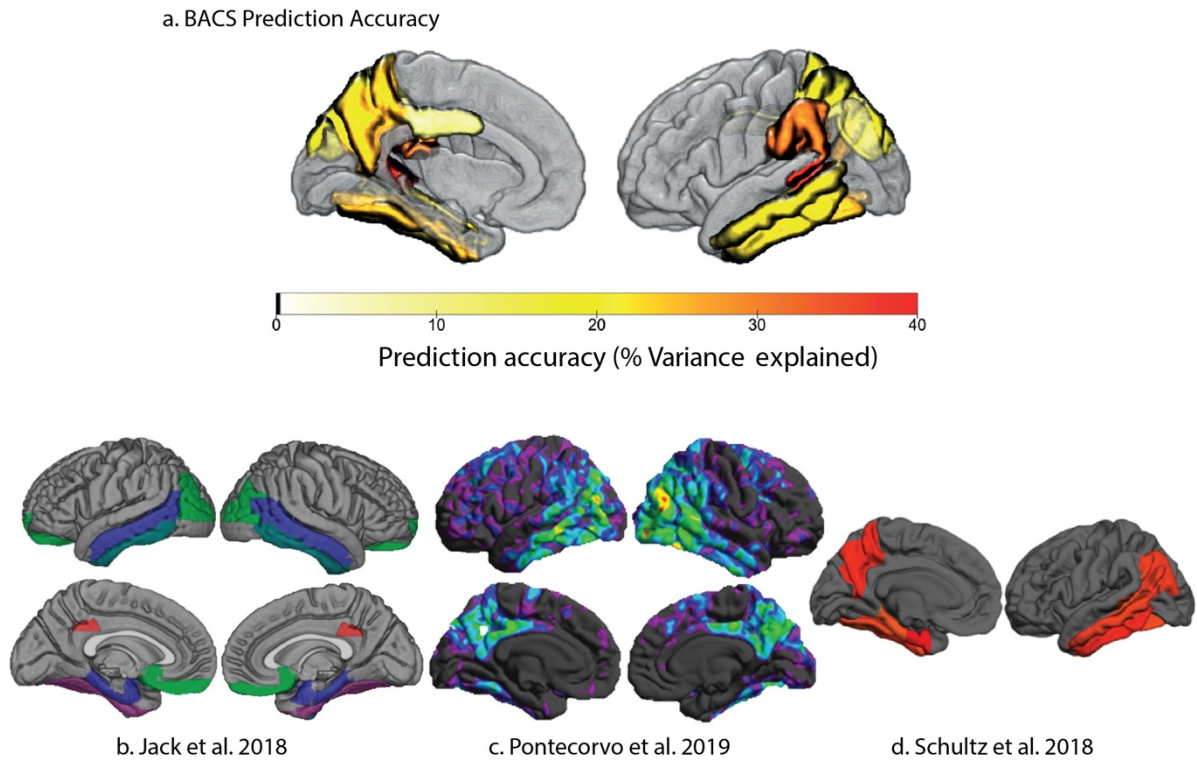 a. BACS Prediction Accuracy
0 10 20 30 40
Prediction accuracy (% Variance explained)
b. Jack et al. 2018
c. Pontecorvo et al. 2019
d. Schultz et al. 2018